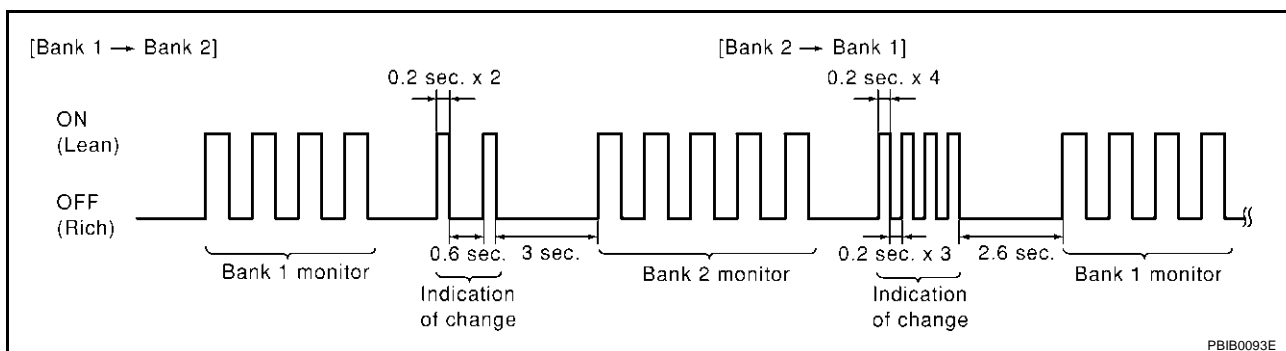 [Bank 1 → Bank 2]
[Bank 2 → Bank 1]
0.2 sec. x 2
0.2 sec. x 4
ON
(Lean)
OFF
(Rich)
0.6 sec.
3 sec.
0.2 sec. x 3
2.6 sec.
Bank 1 monitor
Indication
of change
Bank 2 monitor
Indication
of change
Bank 1 monitor
PBIB0093E